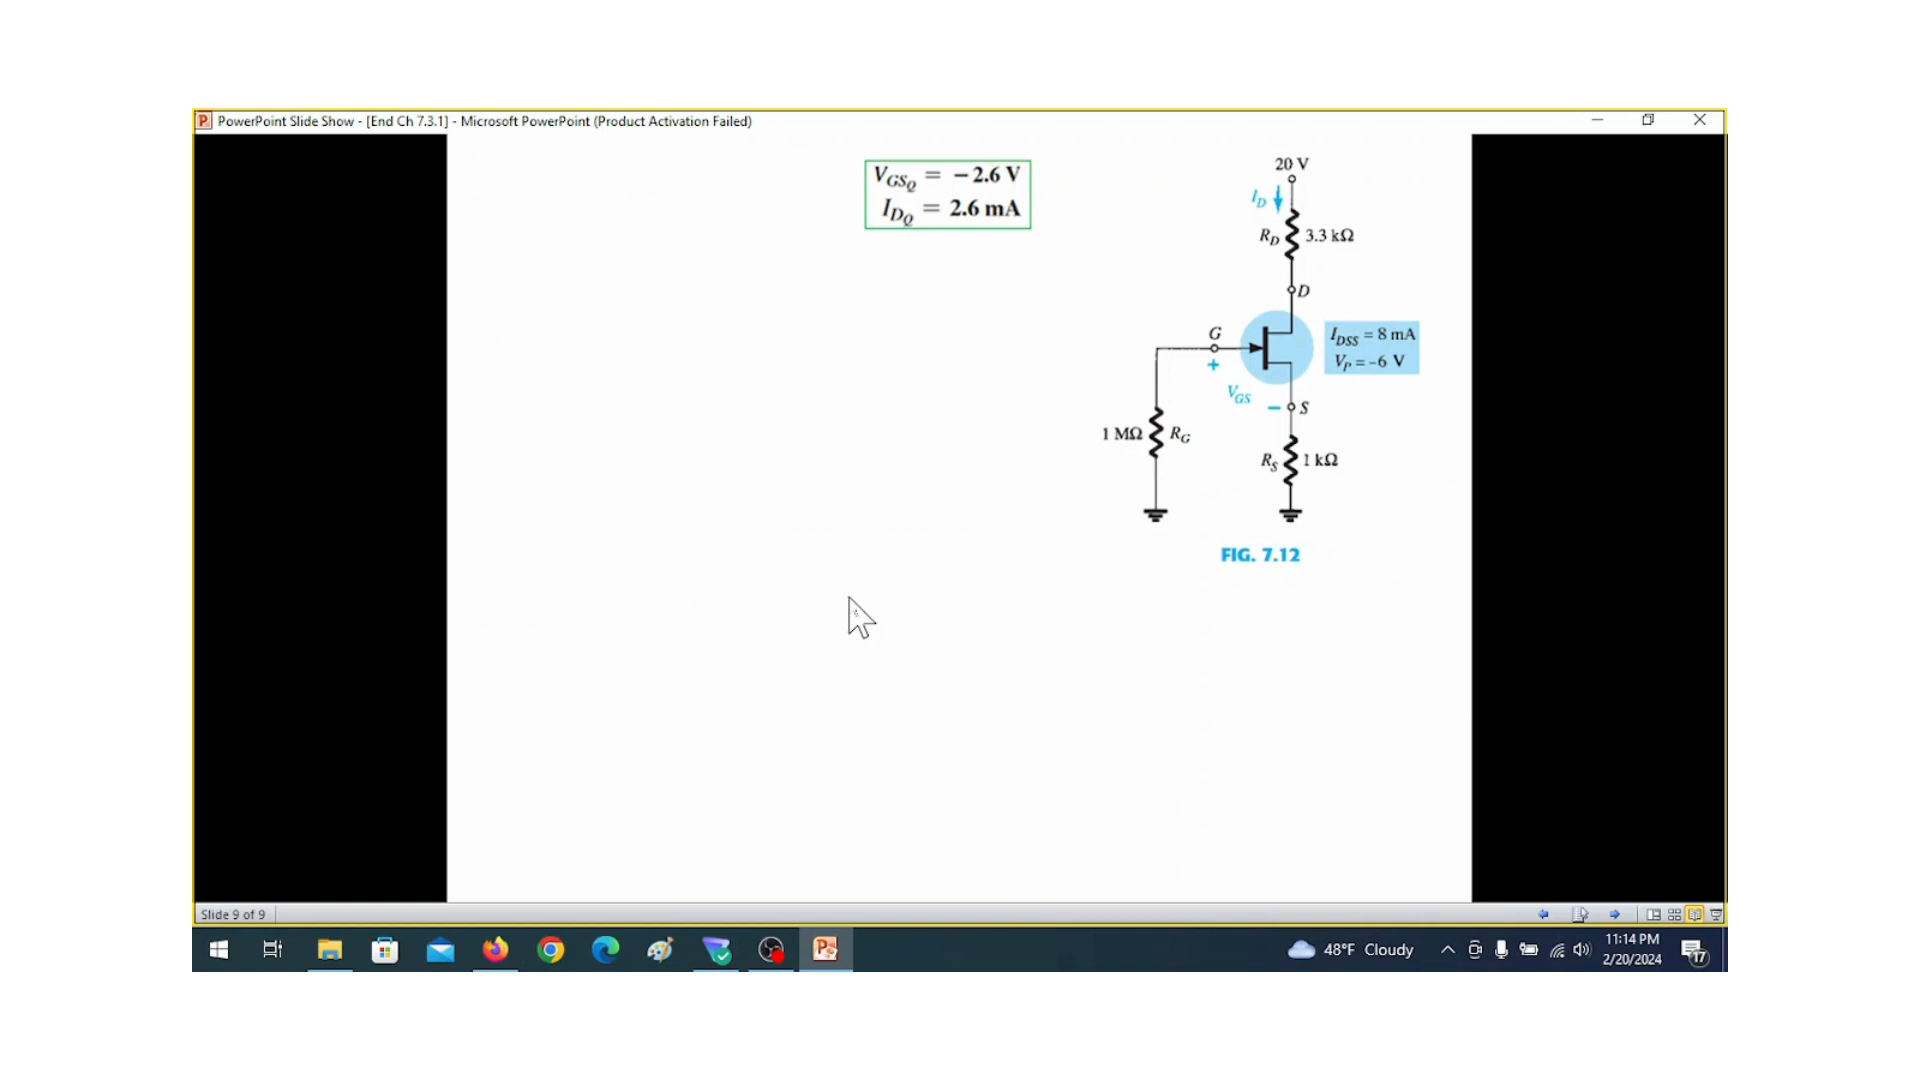 PowerPoint Slide Show - [End Ch 7.3.1] - Microsoft PowerPoint (Product Activation Failed)
V_GSQ = −2.6 V
I_DQ = 2.6 mA
20 V
I_D
R_D 3.3 kΩ
D
G
I_DSS = 8 mA
V_P = -6 V
+
V_GS
− S
1 MΩ R_G
R_S 1 kΩ
FIG. 7.12
Slide 9 of 9
48°F Cloudy
11:14 PM
2/20/2024
17